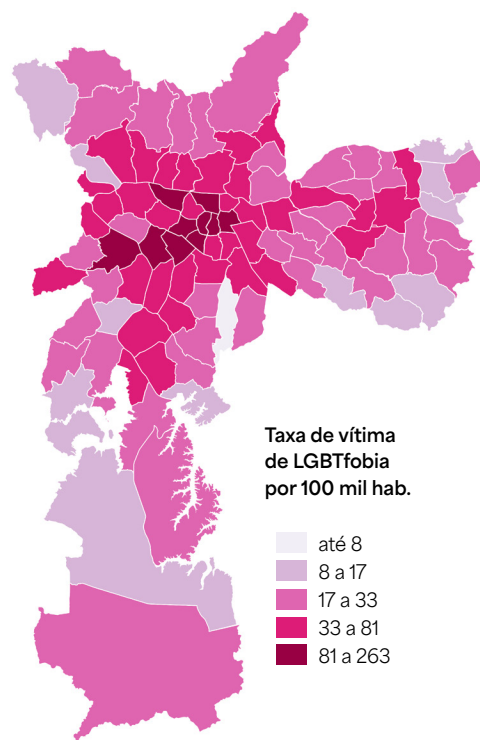 Taxa de vítima
de LGBTfobia
por 100 mil hab.
até 8
8 a 17
17 a 33
33 a 81
81 a 263